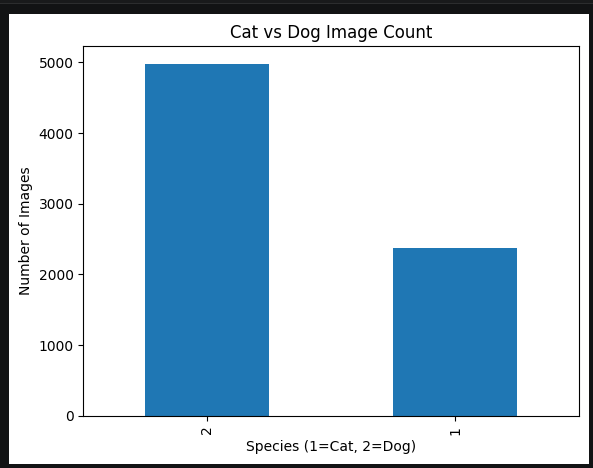 Cat vs Dog Image Count
Number of Images
5000
4000
3000
2000
1000
0
2
1
Species (1=Cat, 2=Dog)